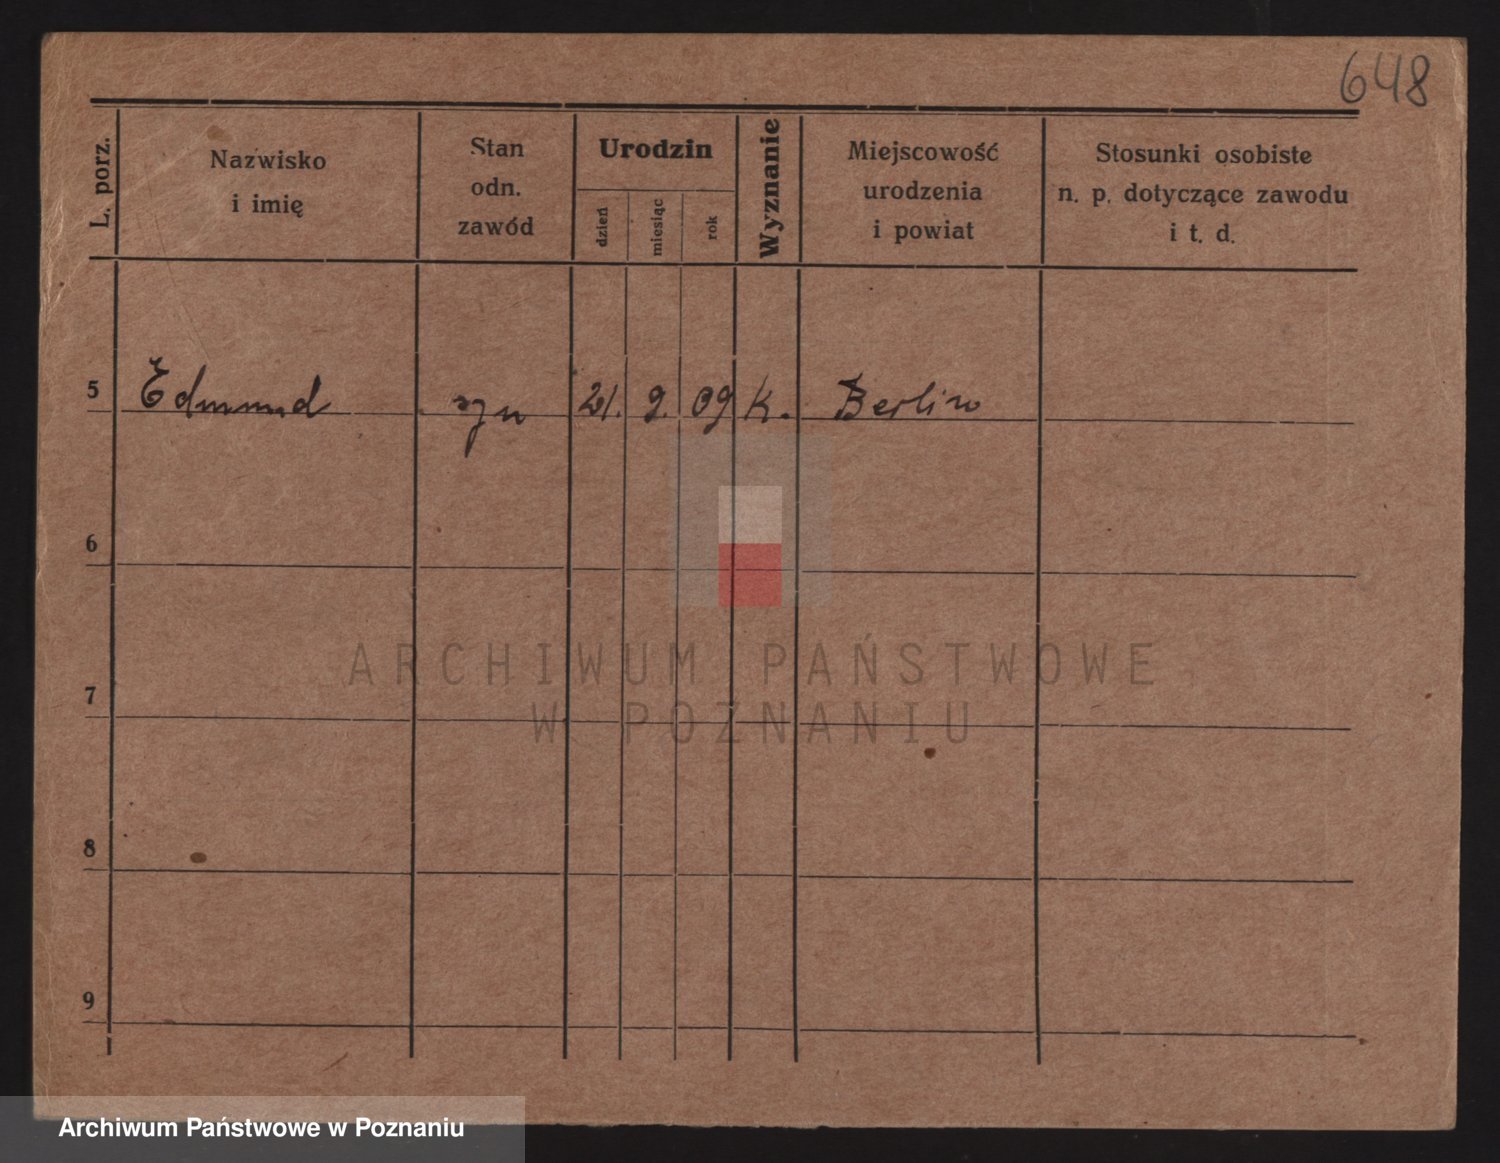 648
L. porz.
Nazwisko
i imię
Stan
odn.
zawód
Urodzin
dzień
miesiąc
rok
Wyznanie
Miejscowość
urodzenia
i powiat
Stosunki osobiste
n. p. dotyczące zawodu
i t. d.
5 Edmund syn 21. 9. 09 k. Berlin
6
7
8
9
ARCHIWUM PAŃSTWOWE
W POZNANIU
Archiwum Państwowe w Poznaniu